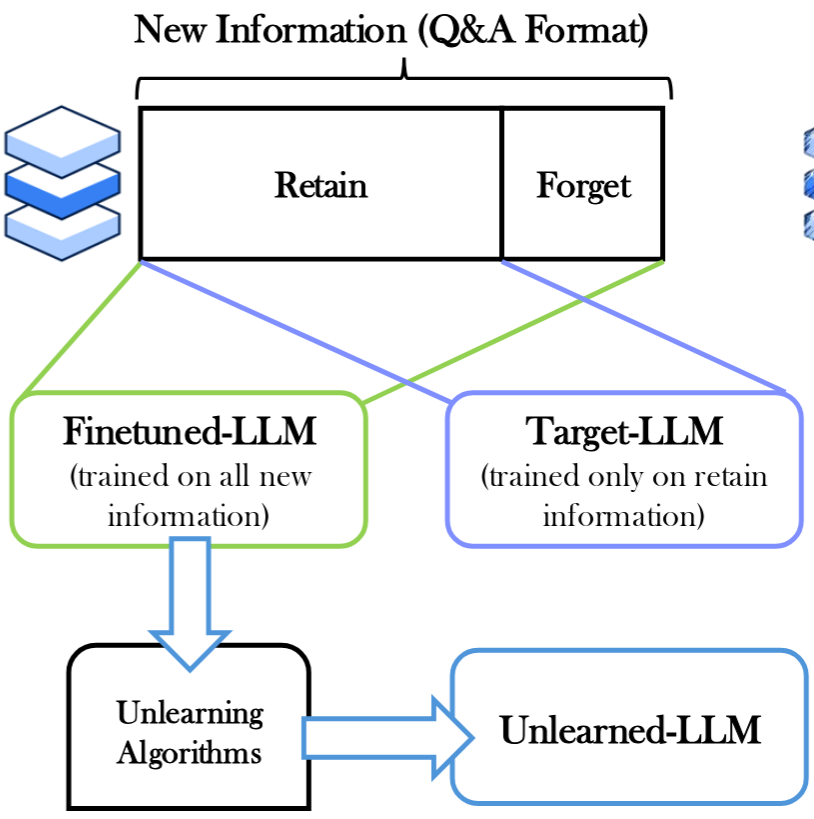 New Information (Q&A Format)
Retain
Forget
Finetuned-LLM
(trained on all new
information)
Target-LLM
(trained only on retain
information)
Unlearning
Algorithms
Unlearned-LLM